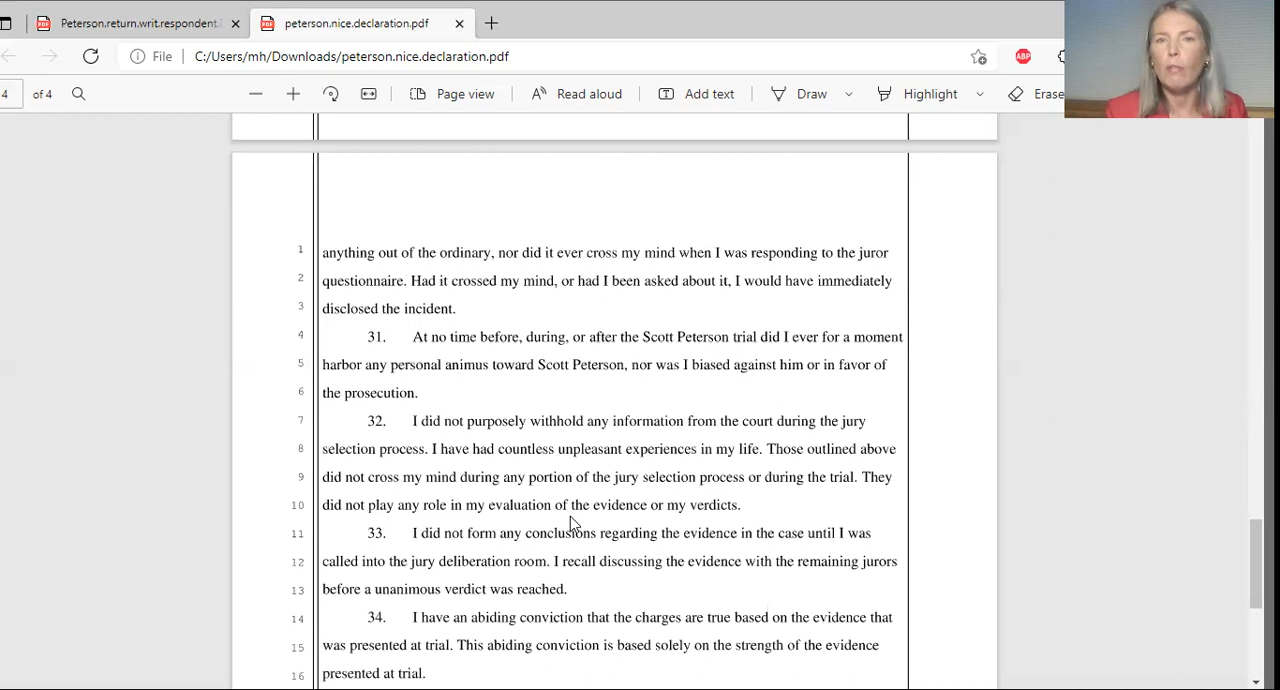 Peterson.return.writ.respondent.
peterson.nice.declaration.pdf
File C:/Users/mh/Downloads/peterson.nice.declaration.pdf
ABP
4 of 4 Page view Read aloud Add text Draw Highlight Erase
1 anything out of the ordinary, nor did it ever cross my mind when I was responding to the juror
2 questionnaire. Had it crossed my mind, or had I been asked about it, I would have immediately
3 disclosed the incident.
4 31. At no time before, during, or after the Scott Peterson trial did I ever for a moment
5 harbor any personal animus toward Scott Peterson, nor was I biased against him or in favor of
6 the prosecution.
7 32. I did not purposely withhold any information from the court during the jury
8 selection process. I have had countless unpleasant experiences in my life. Those outlined above
9 did not cross my mind during any portion of the jury selection process or during the trial. They
10 did not play any role in my evaluation of the evidence or my verdicts.
11 33. I did not form any conclusions regarding the evidence in the case until I was
12 called into the jury deliberation room. I recall discussing the evidence with the remaining jurors
13 before a unanimous verdict was reached.
14 34. I have an abiding conviction that the charges are true based on the evidence that
15 was presented at trial. This abiding conviction is based solely on the strength of the evidence
16 presented at trial.